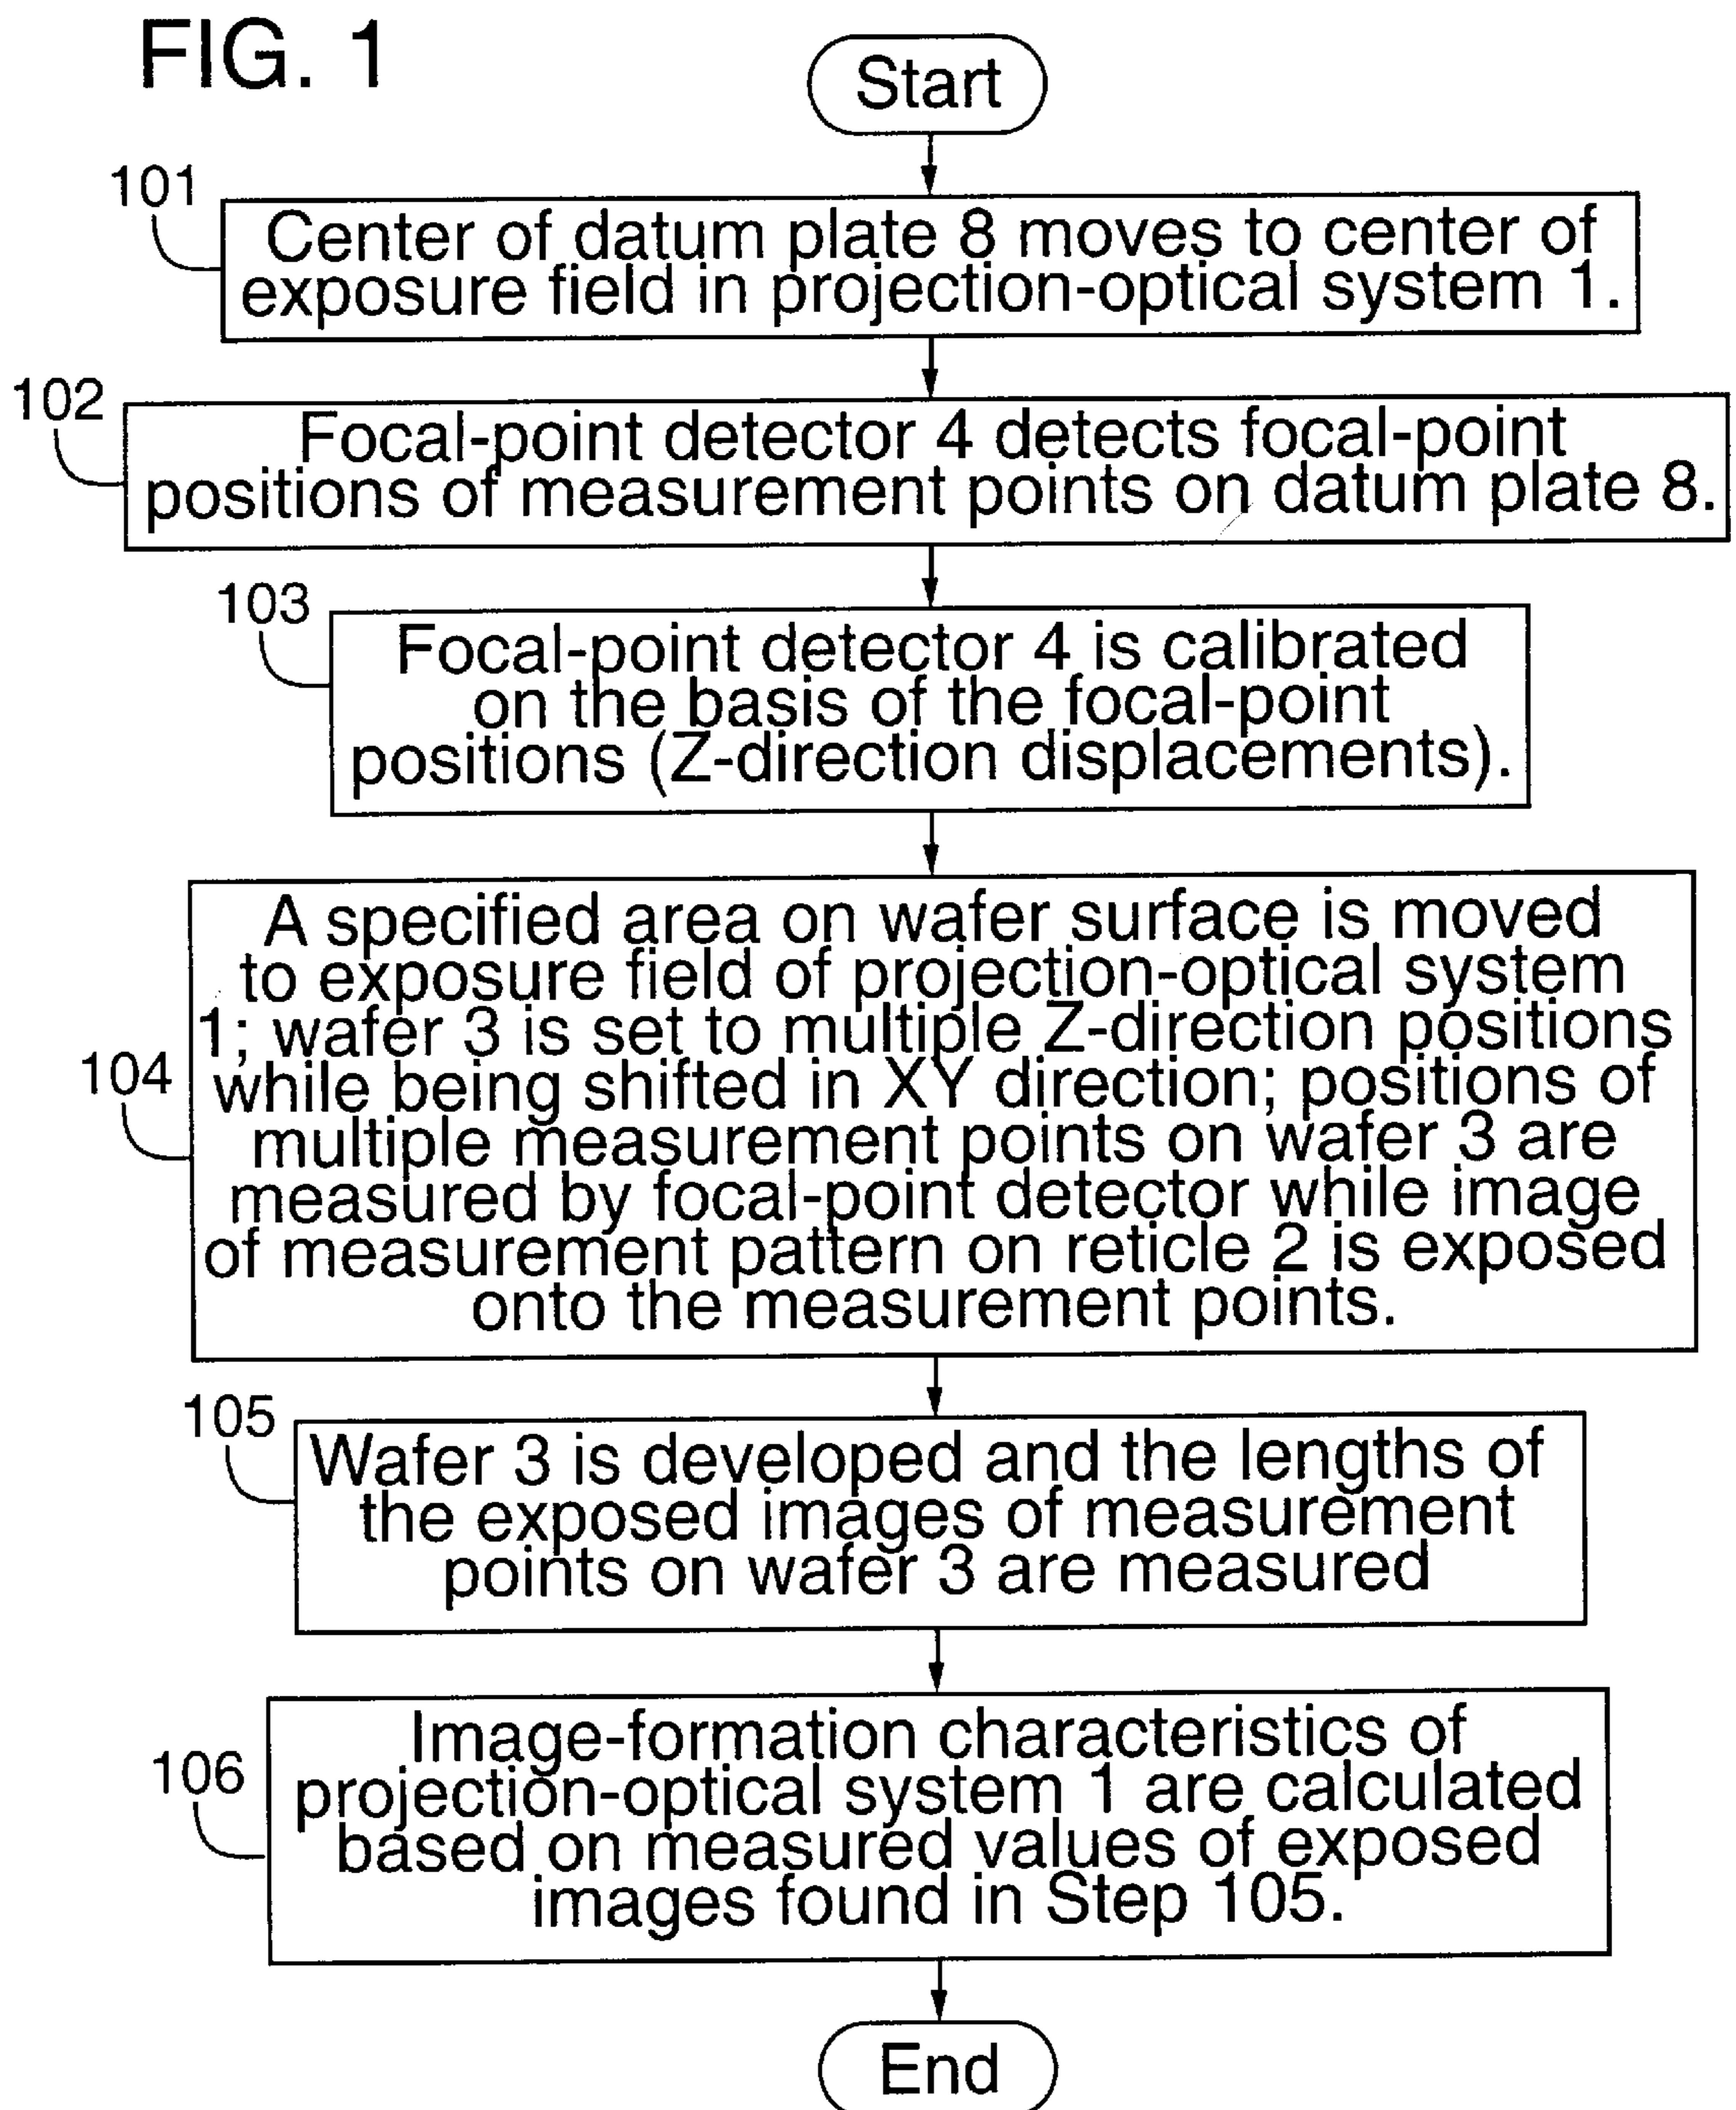 FIG. 1
Start
101
Center of datum plate 8 moves to center of
exposure field in projection-optical system 1.
102
Focal-point detector 4 detects focal-point
positions of measurement points on datum plate 8.
103
Focal-point detector 4 is calibrated
on the basis of the focal-point
positions (Z-direction displacements).
104
A specified area on wafer surface is moved
to exposure field of projection-optical system
1; wafer 3 is set to multiple Z-direction positions
while being shifted in XY direction; positions of
multiple measurement points on wafer 3 are
measured by focal-point detector while image
of measurement pattern on reticle 2 is exposed
onto the measurement points.
105
Wafer 3 is developed and the lengths of
the exposed images of measurement
points on wafer 3 are measured
106
Image-formation characteristics of
projection-optical system 1 are calculated
based on measured values of exposed
images found in Step 105.
End